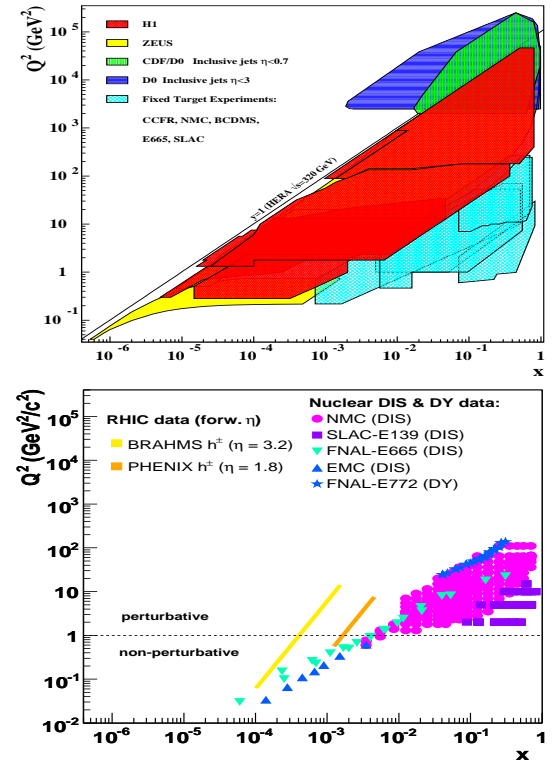 Q² (GeV²)
H1
ZEUS
CDF/D0 Inclusive jets η<0.7
D0 Inclusive jets η<3
Fixed Target Experiments:
CCFR, NMC, BCDMS,
E665, SLAC
y=1 (HERA √s=320 GeV)
10⁵
10⁴
10³
10²
10
1
10⁻¹
10⁻⁶ 10⁻⁵ 10⁻⁴ 10⁻³ 10⁻² 10⁻¹ 1
x
Q² (GeV²/c²)
RHIC data (forw. η)
BRAHMS h± (η = 3.2)
PHENIX h± (η = 1.8)
Nuclear DIS & DY data:
NMC (DIS)
SLAC-E139 (DIS)
FNAL-E665 (DIS)
EMC (DIS)
FNAL-E772 (DY)
perturbative
non-perturbative
10⁵
10⁴
10³
10²
10
1
10⁻¹
10⁻²
10⁻⁶ 10⁻⁵ 10⁻⁴ 10⁻³ 10⁻² 10⁻¹ 1
x